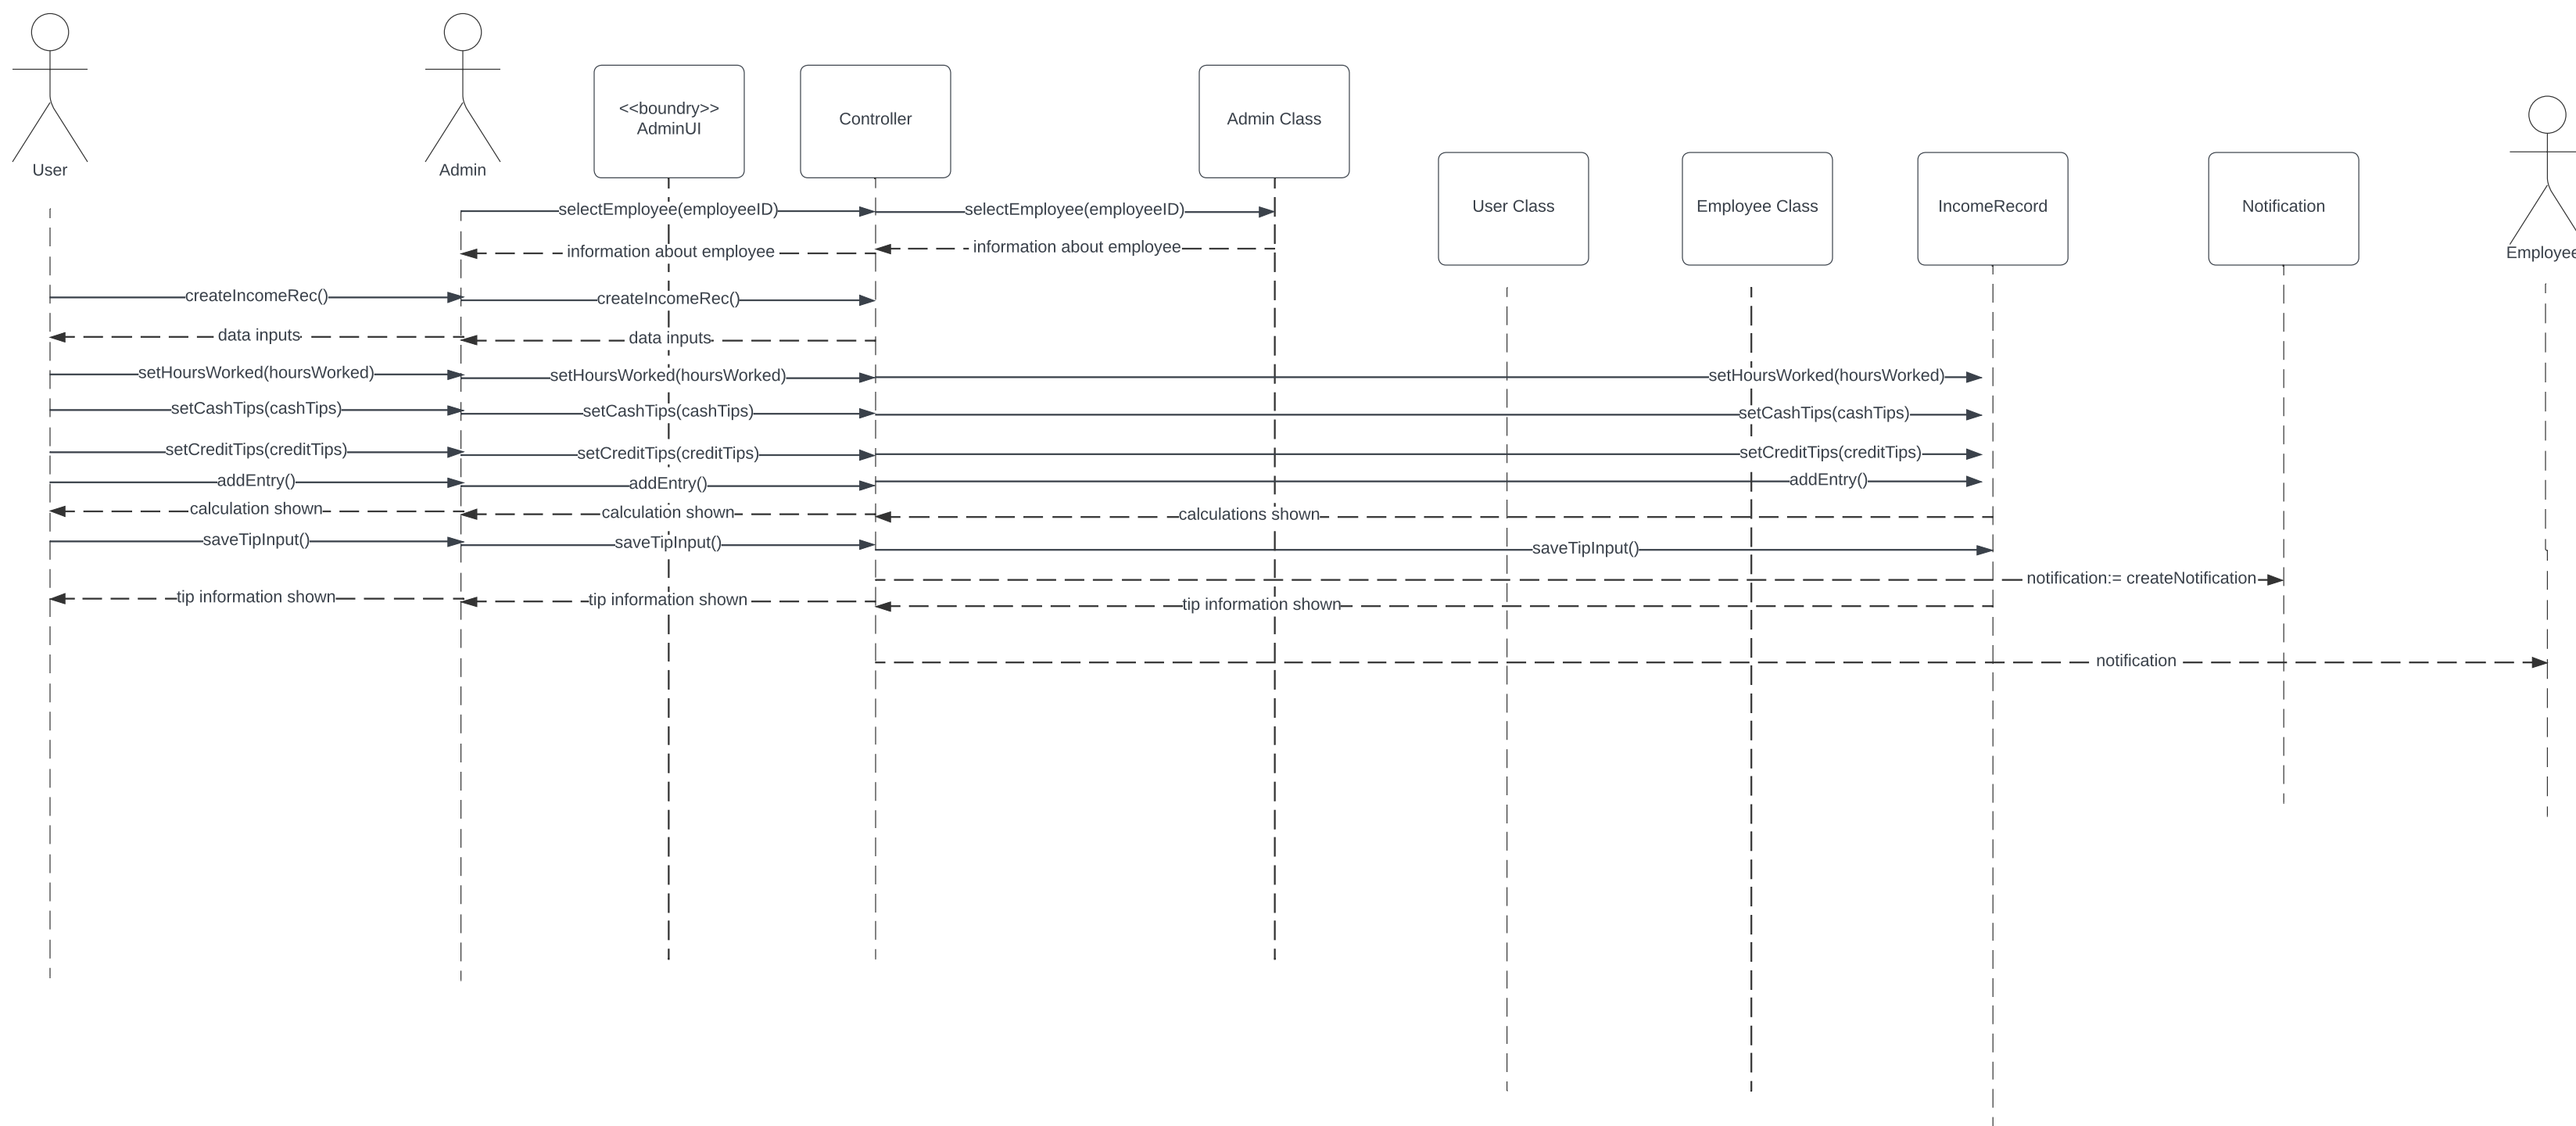 <<boundry>>
AdminUI
Controller
Admin Class
User
Admin
User Class
Employee Class
IncomeRecord
Notification
Employee
selectEmployee(employeeID)
selectEmployee(employeeID)
information about employee
information about employee
createIncomeRec()
createIncomeRec()
data inputs
data inputs
setHoursWorked(hoursWorked)
setHoursWorked(hoursWorked)
setHoursWorked(hoursWorked)
setCashTips(cashTips)
setCashTips(cashTips)
setCashTips(cashTips)
setCreditTips(creditTips)
setCreditTips(creditTips)
setCreditTips(creditTips)
addEntry()
addEntry()
addEntry()
calculation shown
calculation shown
calculations shown
saveTipInput()
saveTipInput()
saveTipInput()
notification:= createNotification
tip information shown
tip information shown
tip information shown
notification